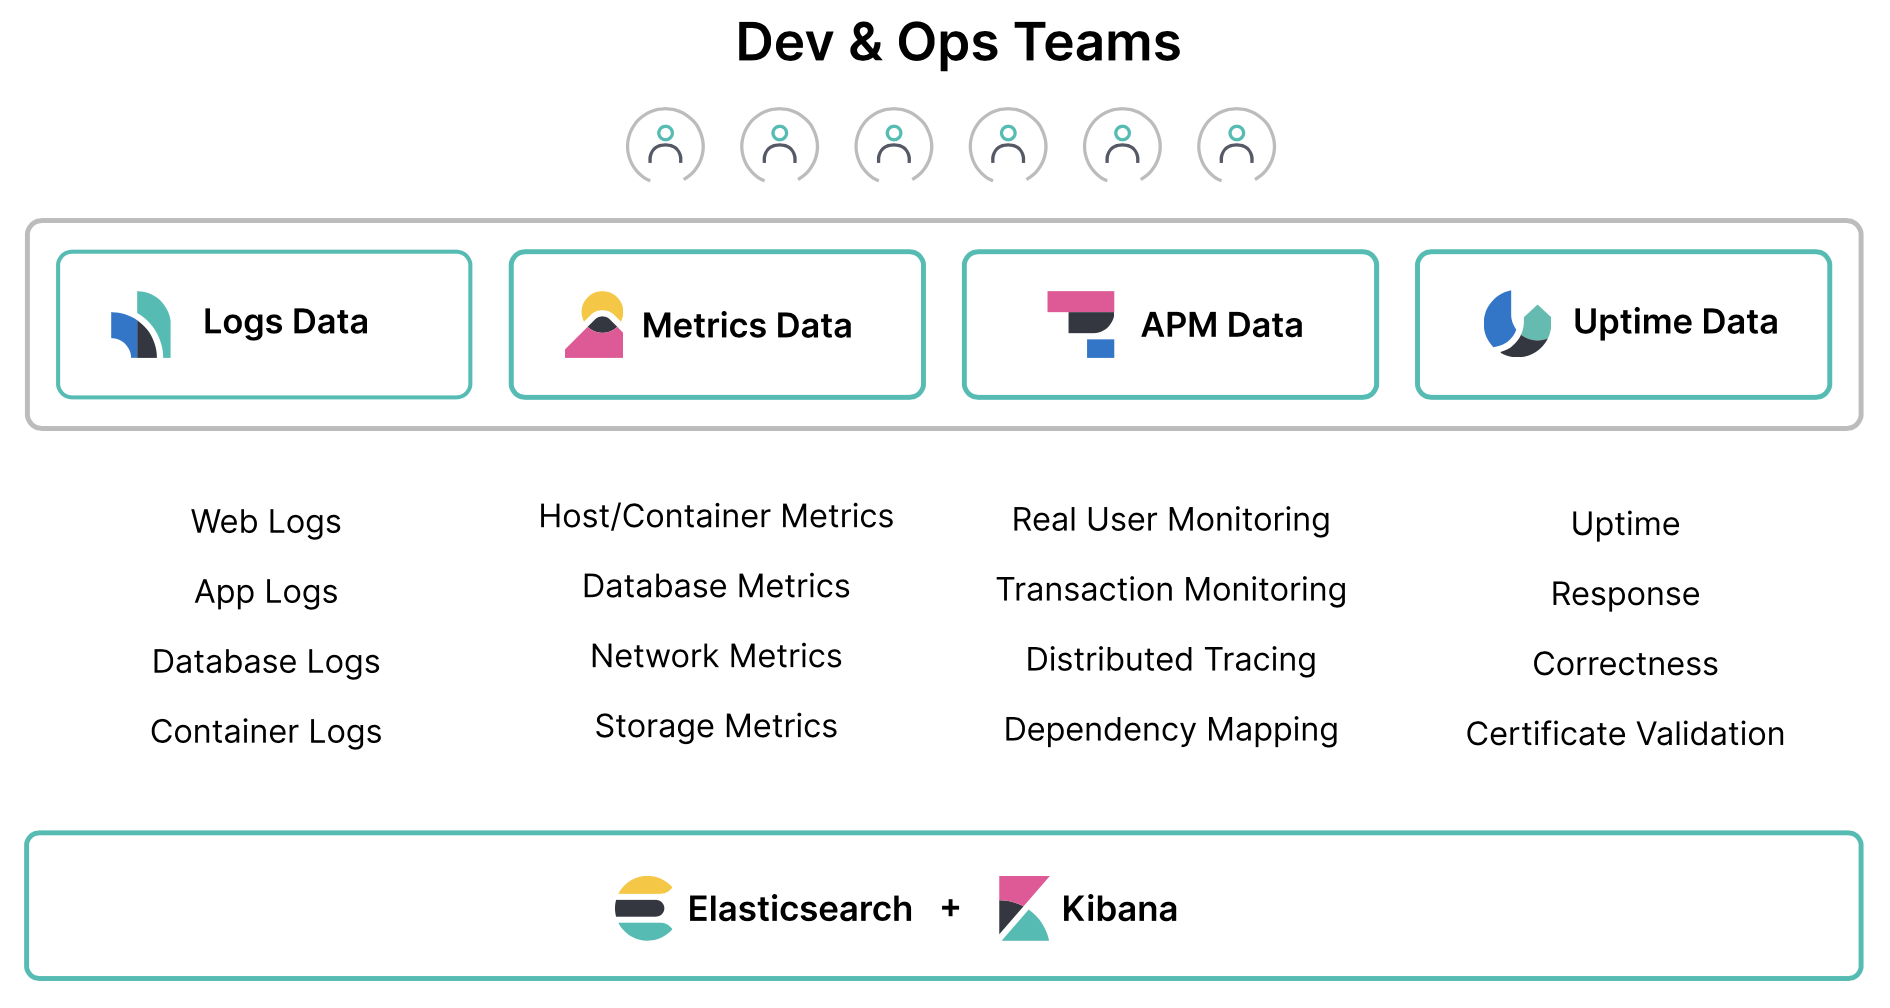 Dev & Ops Teams
Logs Data
Metrics Data
APM Data
Uptime Data
Web Logs
App Logs
Database Logs
Container Logs
Host/Container Metrics
Database Metrics
Network Metrics
Storage Metrics
Real User Monitoring
Transaction Monitoring
Distributed Tracing
Dependency Mapping
Uptime
Response
Correctness
Certificate Validation
Elasticsearch + Kibana